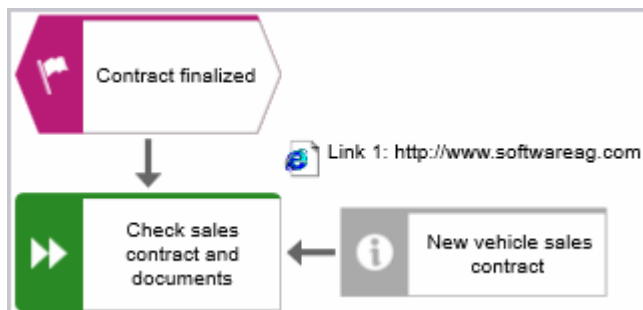 Contract finalized
Link 1: http://www.softwareag.com
Check sales
contract and
documents
New vehicle sales
contract